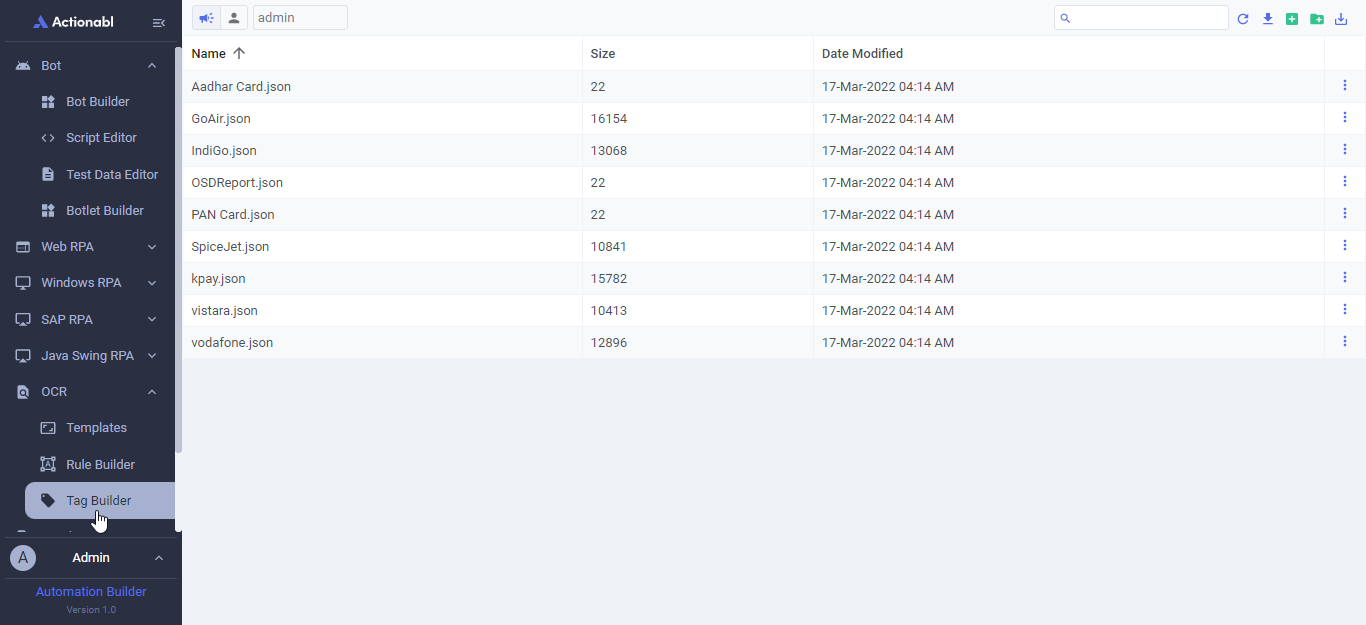 Actionabl
Bot
Bot Builder
Script Editor
Test Data Editor
Botlet Builder
Web RPA
Windows RPA
SAP RPA
Java Swing RPA
OCR
Templates
Rule Builder
Tag Builder
A Admin
Automation Builder
Version 1.0
admin
Name Size Date Modified
Aadhar Card.json 22 17-Mar-2022 04:14 AM
GoAir.json 16154 17-Mar-2022 04:14 AM
IndiGo.json 13068 17-Mar-2022 04:14 AM
OSDReport.json 22 17-Mar-2022 04:14 AM
PAN Card.json 22 17-Mar-2022 04:14 AM
SpiceJet.json 10841 17-Mar-2022 04:14 AM
kpay.json 15782 17-Mar-2022 04:14 AM
vistara.json 10413 17-Mar-2022 04:14 AM
vodafone.json 12896 17-Mar-2022 04:14 AM